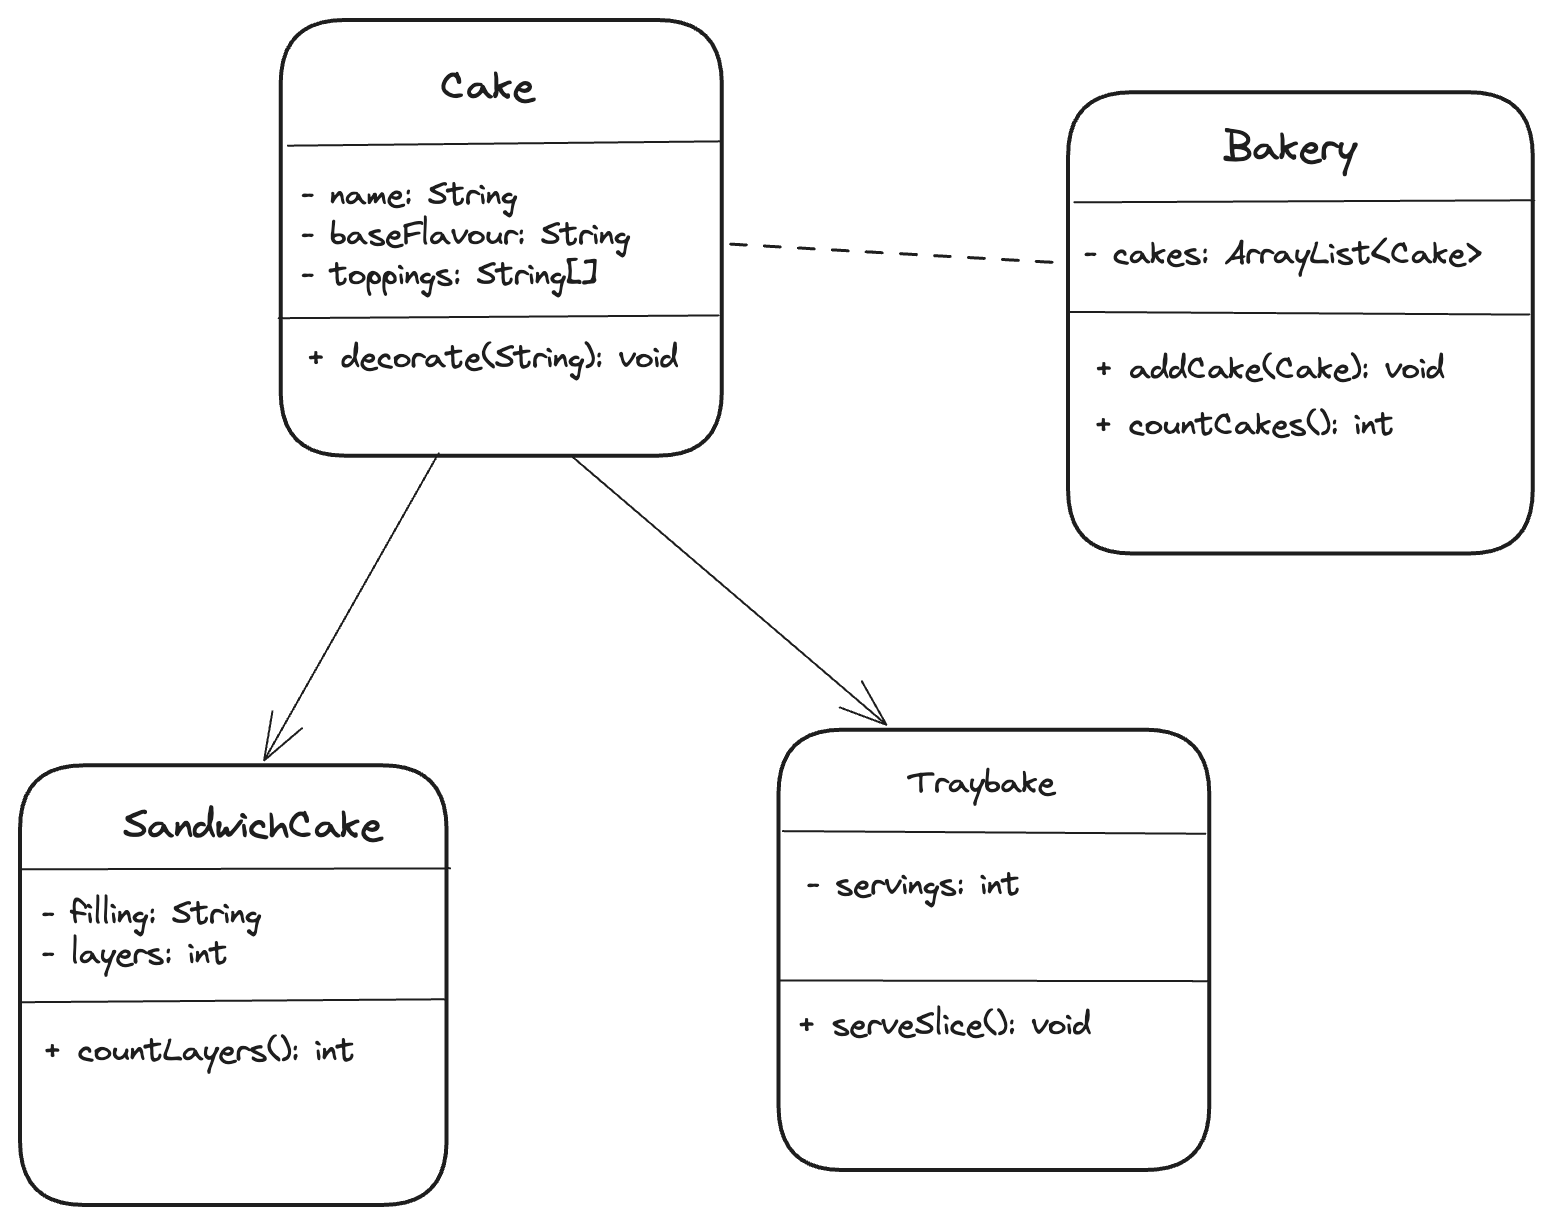 Cake
- name: String
- baseFlavour: String
- toppings: String[]
+ decorate(String): void
Bakery
- cakes: ArrayList<Cake>
+ addCake(Cake): void
+ countCakes(): int
SandwichCake
- filling: String
- layers: int
+ countLayers(): int
Traybake
- servings: int
+ serveSlice(): void